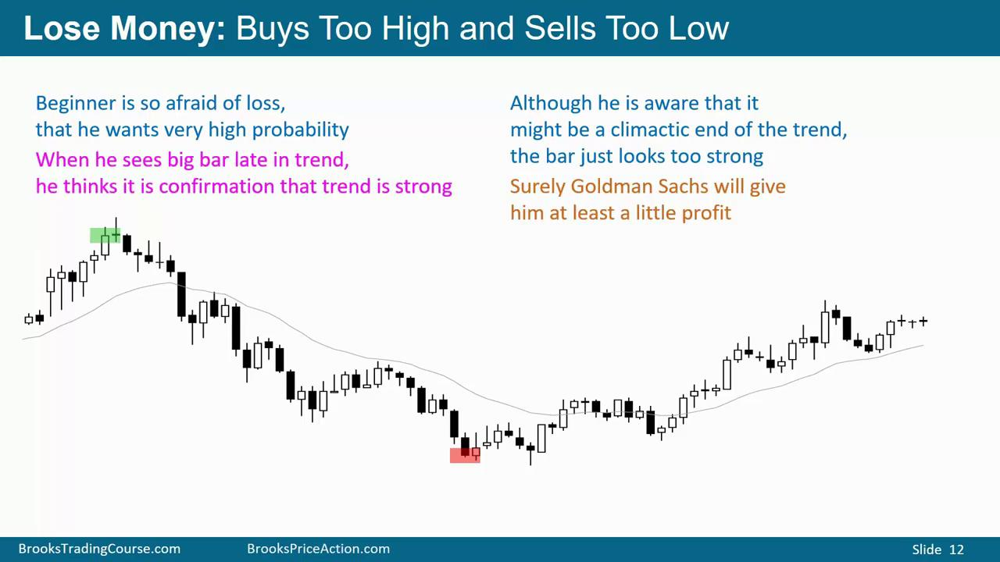 Lose Money: Buys Too High and Sells Too Low
Beginner is so afraid of loss,
that he wants very high probability
When he sees big bar late in trend,
he thinks it is confirmation that trend is strong
Although he is aware that it
might be a climactic end of the trend,
the bar just looks too strong
Surely Goldman Sachs will give
him at least a little profit
BrooksTradingCourse.com
BrooksPriceAction.com
Slide 12